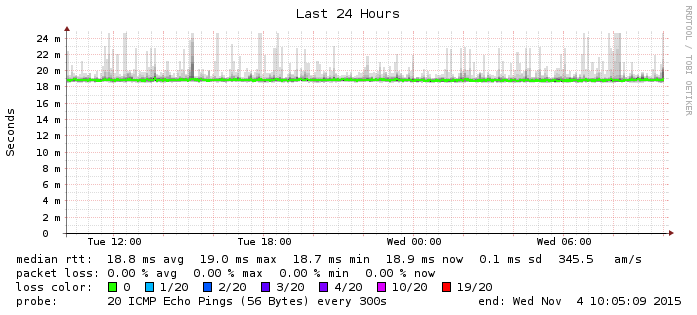 Last 24 Hours
RRDTOOL / TOBI OETIKER
Seconds
24 m
22 m
20 m
18 m
16 m
14 m
12 m
10 m
8 m
6 m
4 m
2 m
0
Tue 12:00 Tue 18:00 Wed 00:00 Wed 06:00
median rtt: 18.8 ms avg 19.0 ms max 18.7 ms min 18.9 ms now 0.1 ms sd 345.5 am/s
packet loss: 0.00 % avg 0.00 % max 0.00 % min 0.00 % now
loss color: 0 1/20 2/20 3/20 4/20 10/20 19/20
probe: 20 ICMP Echo Pings (56 Bytes) every 300s end: Wed Nov 4 10:05:09 2015